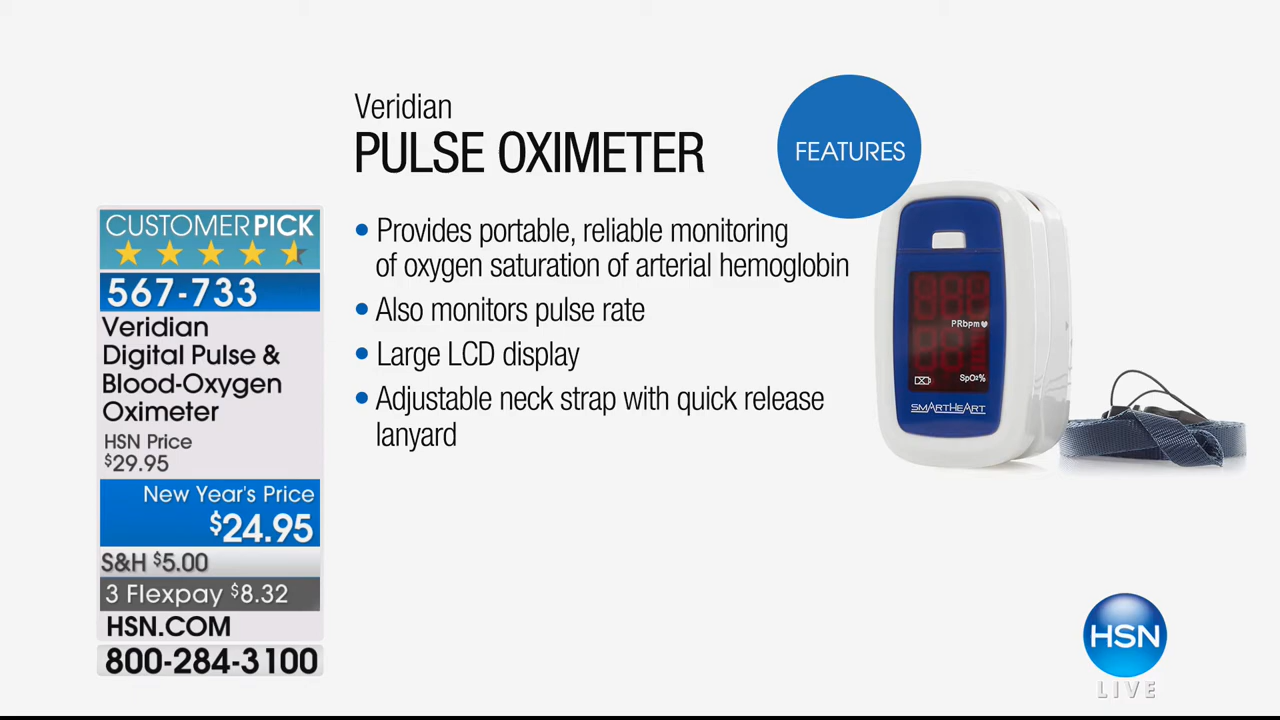 Veridian
PULSE OXIMETER
FEATURES
• Provides portable, reliable monitoring
of oxygen saturation of arterial hemoglobin
• Also monitors pulse rate
• Large LCD display
• Adjustable neck strap with quick release
lanyard
CUSTOMER PICK
567-733
Veridian
Digital Pulse &
Blood-Oxygen
Oximeter
HSN Price
$29.95
New Year's Price
$24.95
S&H $5.00
3 Flexpay $8.32
HSN.COM
800-284-3100
PRbpm
SpO2%
SMARTHEART
HSN
LIVE